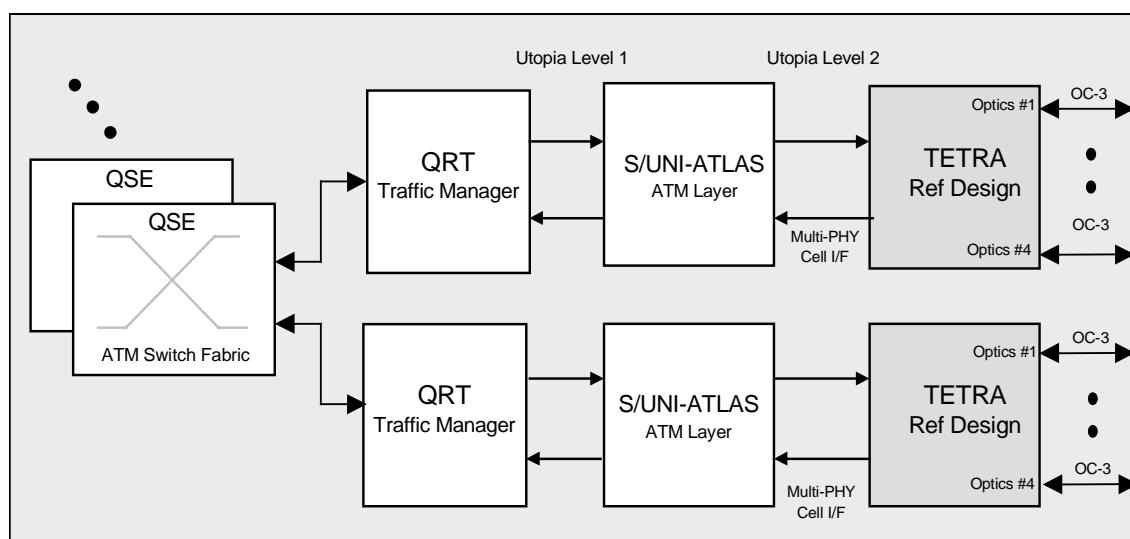 Utopia Level 1
Utopia Level 2
QSE
QSE
ATM Switch Fabric
QRT
Traffic Manager
S/UNI-ATLAS
ATM Layer
Multi-PHY
Cell I/F
Optics #1
TETRA
Ref Design
Optics #4
OC-3
OC-3
QRT
Traffic Manager
S/UNI-ATLAS
ATM Layer
Multi-PHY
Cell I/F
Optics #1
TETRA
Ref Design
Optics #4
OC-3
OC-3